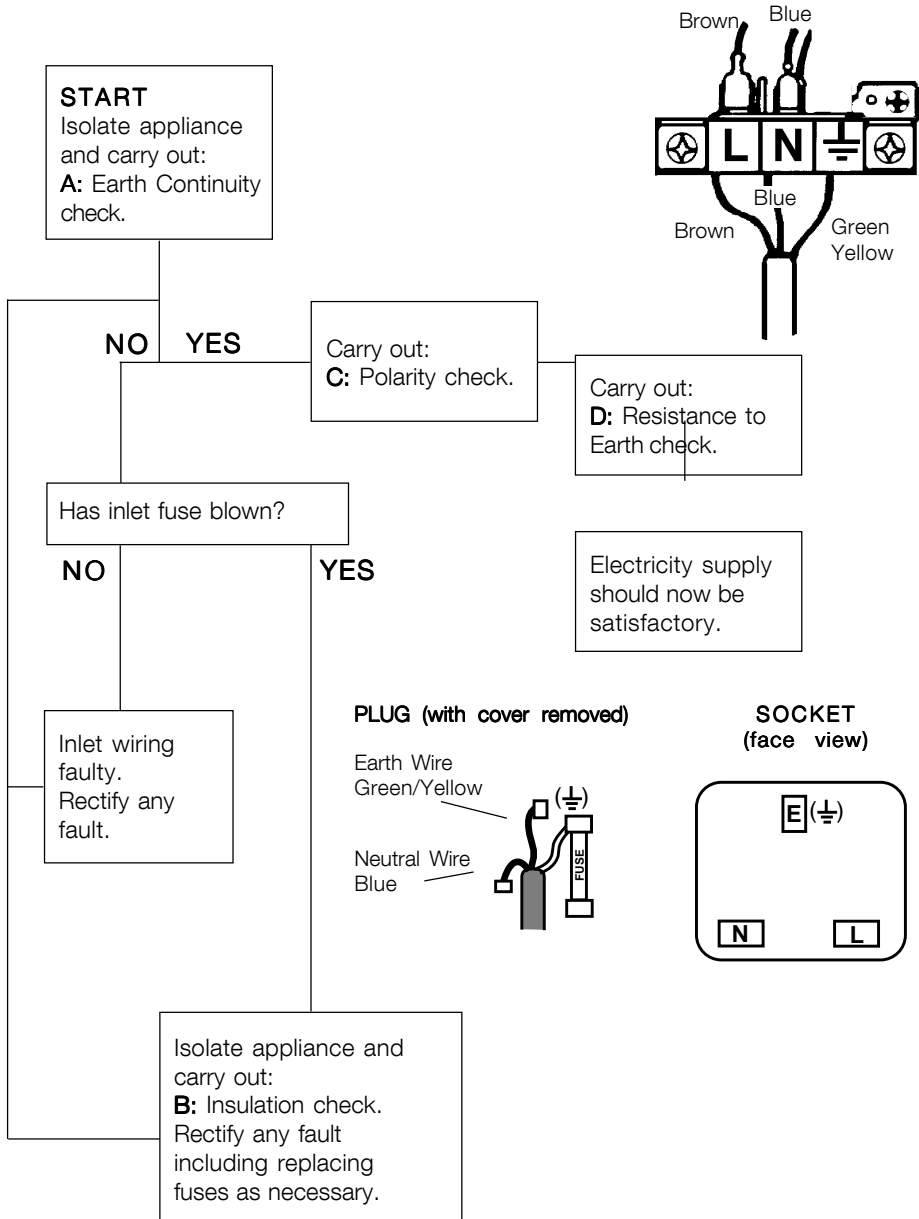 Brown
Blue
START
Isolate appliance
and carry out:
A: Earth Continuity
check.
L N
Blue
Brown
Green
Yellow
NO YES
Carry out:
C: Polarity check.
Carry out:
D: Resistance to
Earth check.
Has inlet fuse blown?
NO
YES
Electricity supply
should now be
satisfactory.
Inlet wiring
faulty.
Rectify any
fault.
PLUG (with cover removed)
Earth Wire
Green/Yellow
Neutral Wire
Blue
FUSE
SOCKET
(face view)
E
N
L
Isolate appliance and
carry out:
B: Insulation check.
Rectify any fault
including replacing
fuses as necessary.